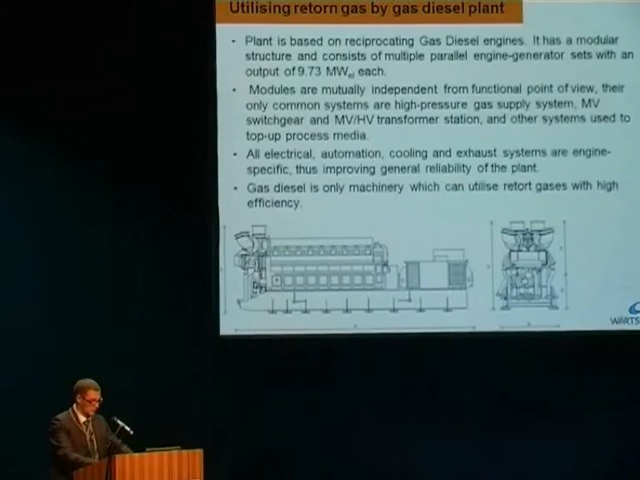 Utilising retorn gas by gas diesel plant
• Plant is based on reciprocating Gas Diesel engines. It has a modular
structure and consists of multiple parallel engine-generator sets with an
output of 9.73 MWel each.
• Modules are mutually independent from functional point of view, their
only common systems are high-pressure gas supply system, MV
switchgear and MV/HV transformer station, and other systems used to
top-up process media.
• All electrical, automation, cooling and exhaust systems are engine-
specific, thus improving general reliability of the plant.
• Gas diesel is only machinery which can utilise retort gases with high
efficiency.
WÄRTS